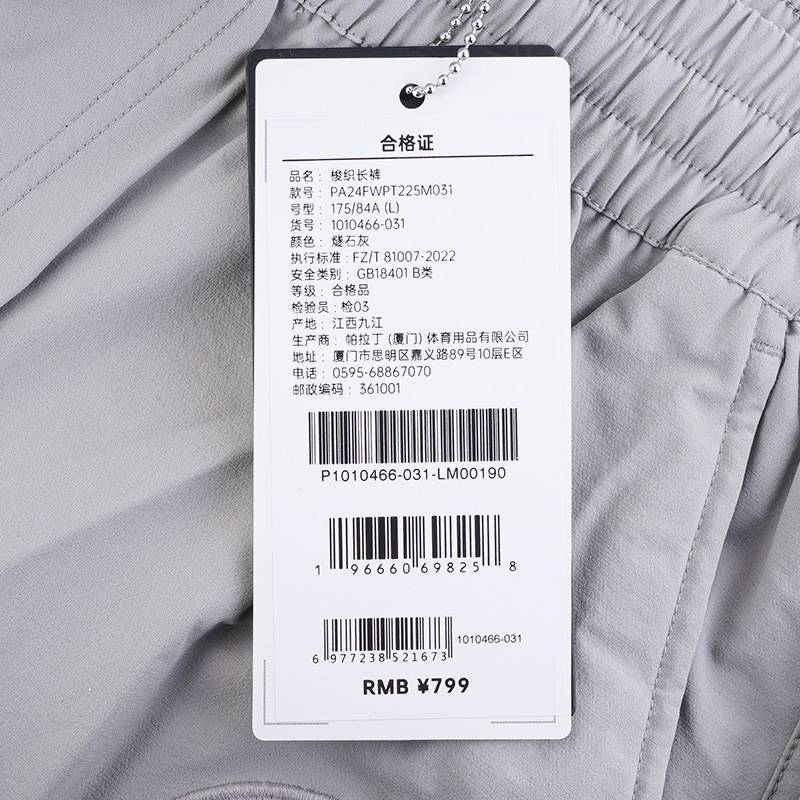 合格证
品名：梭织长裤
款号：PA24FWPT225M031
号型：175/84A (L)
货号：1010466-031
颜色：燧石灰
执行标准：FZ/T 81007-2022
安全类别：GB18401 B类
等级：合格品
检验员：检03
产地：江西九江
生产商：帕拉丁 (厦门) 体育用品有限公司
地址：厦门市思明区嘉义路89号10层E区
电话：0595-68867070
邮政编码：361001
P1010466-031-LM00190
1 96660 69825 8
1010466-031
6 977238 521673
RMB ¥799